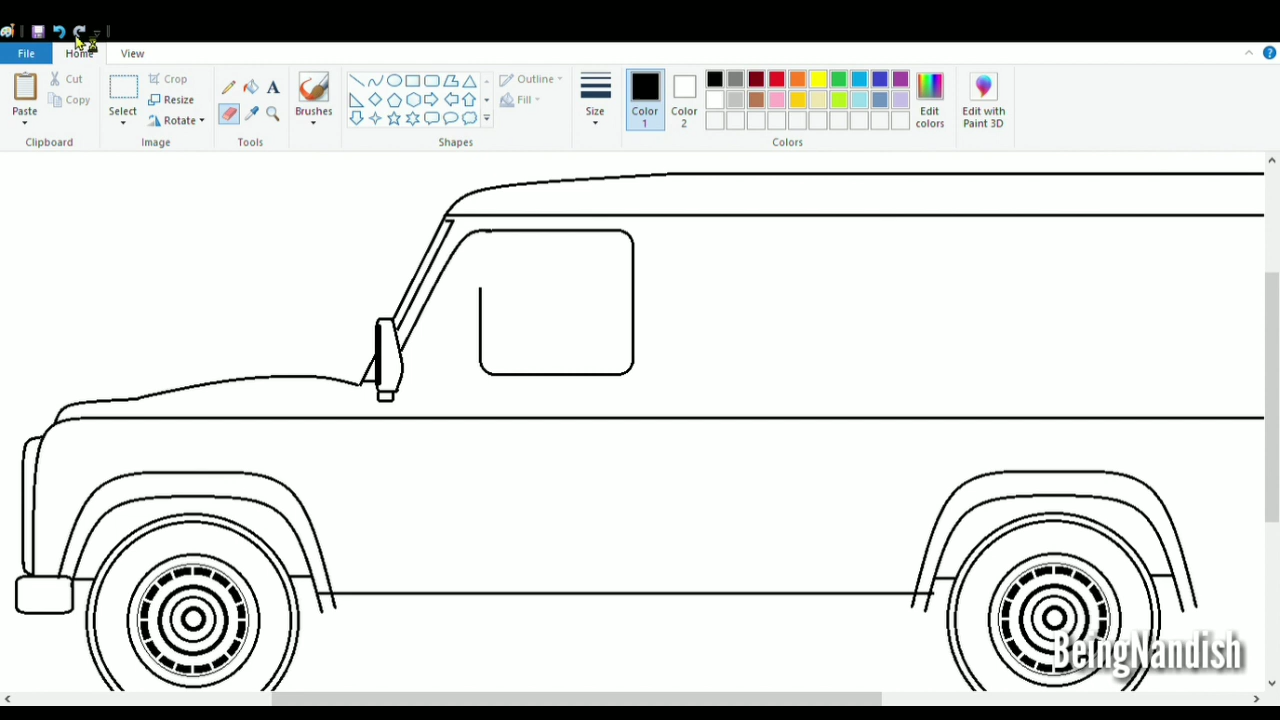 File Home View
Paste
Cut
Copy
Clipboard
Select
Crop
Resize
Rotate
Image
A
Tools
Brushes
Shapes
Outline
Fill
Size
Color
1
Color
2
Edit
colors
Colors
Edit with
Paint 3D
BeingNandish